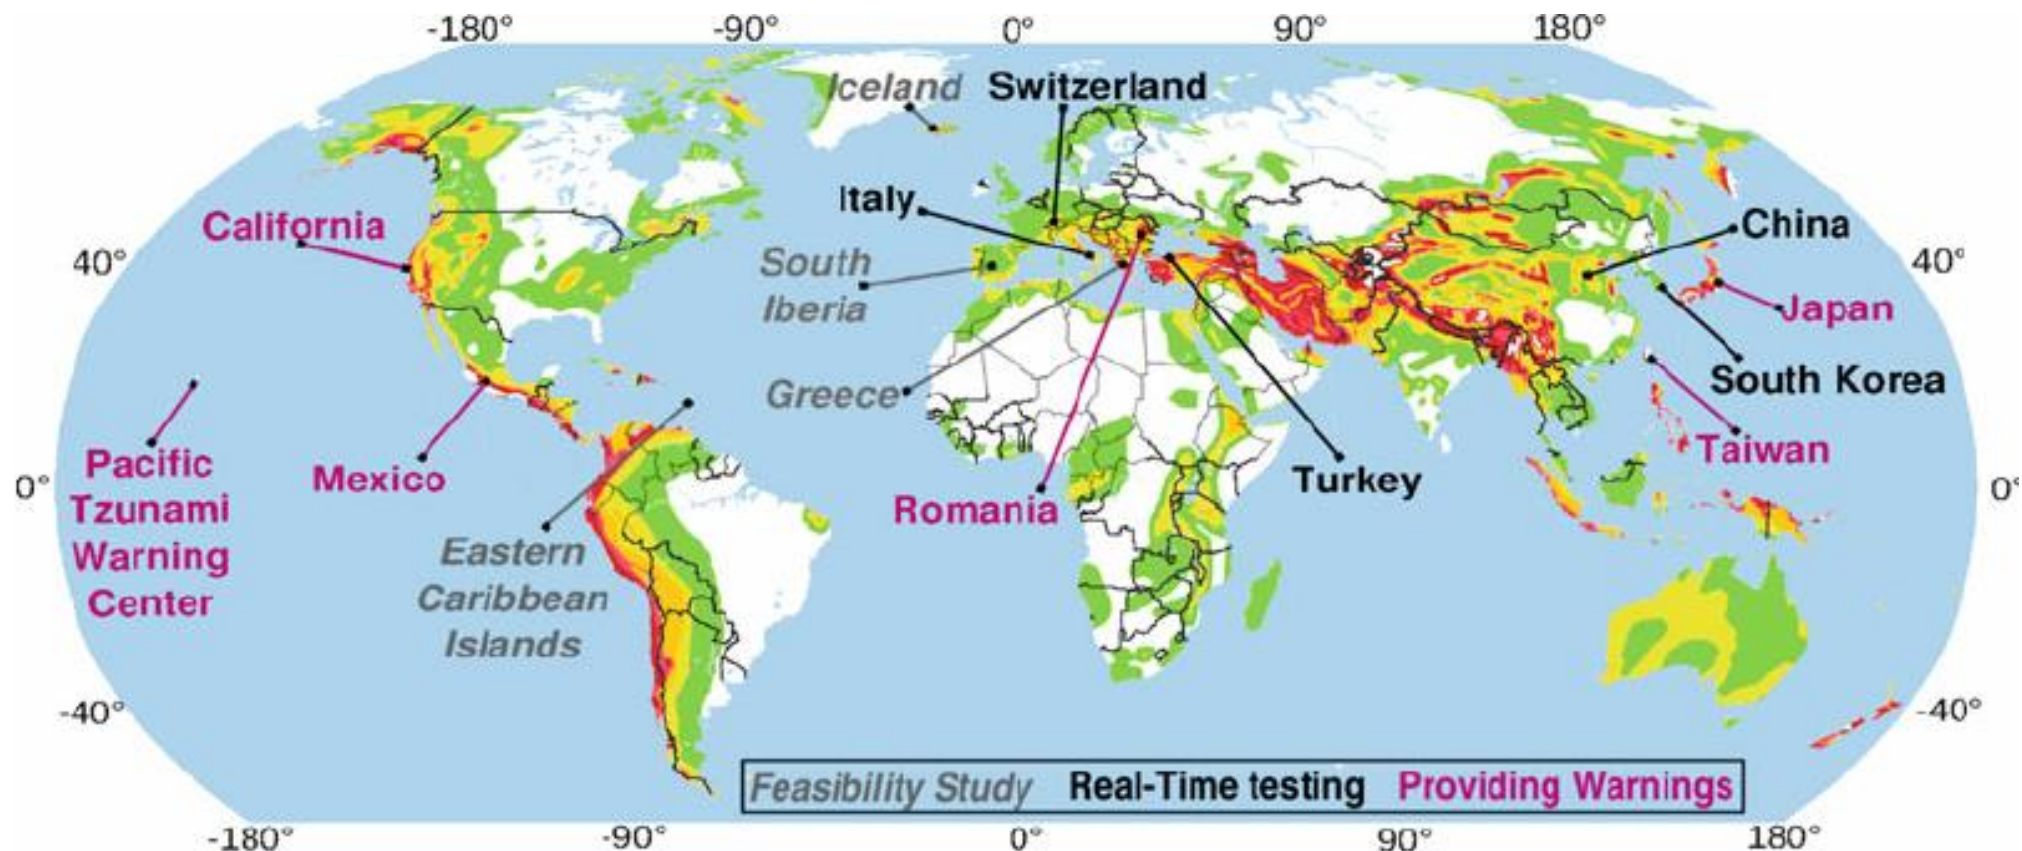 -180° -90° 0° 90° 180°
Iceland Switzerland
Italy
California
China
40° 40°
South
Iberia
Japan
South Korea
Greece
Taiwan
Pacific
Tzunami
Warning
Center
Mexico
Turkey
0° 0°
Romania
Eastern
Caribbean
Islands
-40° -40°
Feasibility Study Real-Time testing Providing Warnings
-180° -90° 0° 90° 180°